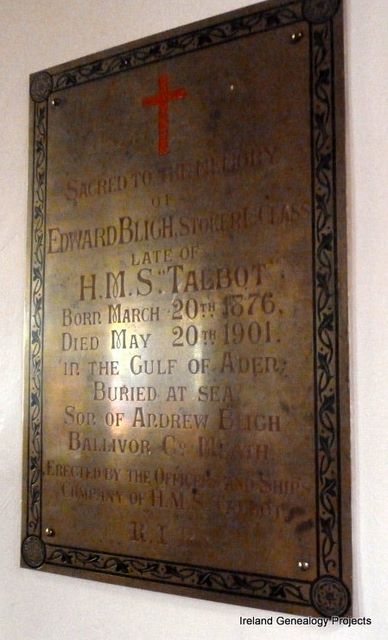 SACRED TO THE MEMORY
OF
EDWARD BLIGH, STOKER 1. CLASS
LATE OF
H.M.S. "TALBOT".
BORN MARCH 20TH 1876,
DIED MAY 20TH 1901.
IN THE GULF OF ADEN,
BURIED AT SEA
SON OF ANDREW BLIGH
BALLIVOR CO MEATH
ERECTED BY THE OFFICERS AND SHIPS
COMPANY OF H.M.S. TALBOT
R. I.
Ireland Genealogy Projects